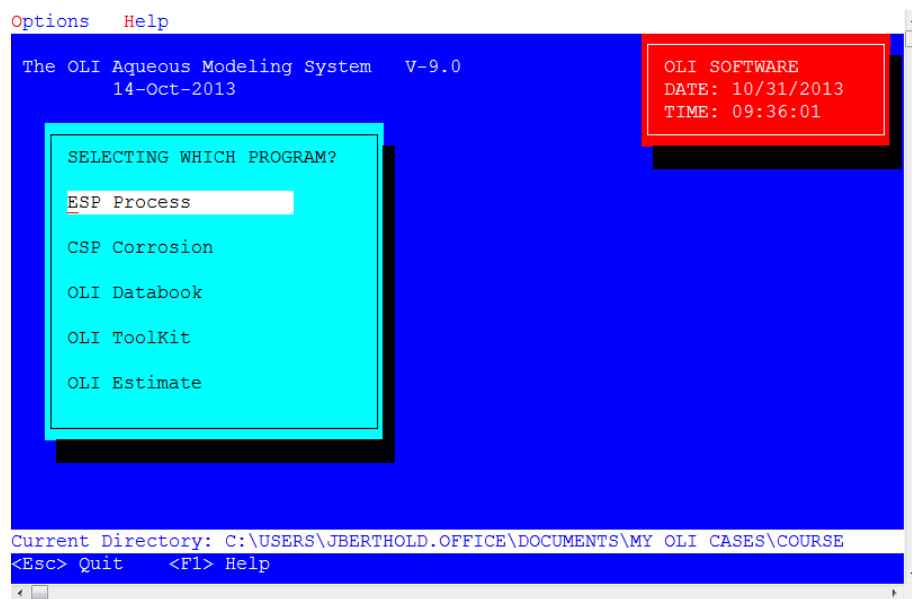 Options Help
The OLI Aqueous Modeling System V-9.0
14-Oct-2013
OLI SOFTWARE
DATE: 10/31/2013
TIME: 09:36:01
SELECTING WHICH PROGRAM?
ESP Process
CSP Corrosion
OLI Databook
OLI ToolKit
OLI Estimate
Current Directory: C:\USERS\JBERTHOLD.OFFICE\DOCUMENTS\MY OLI CASES\COURSE
<Esc> Quit <F1> Help